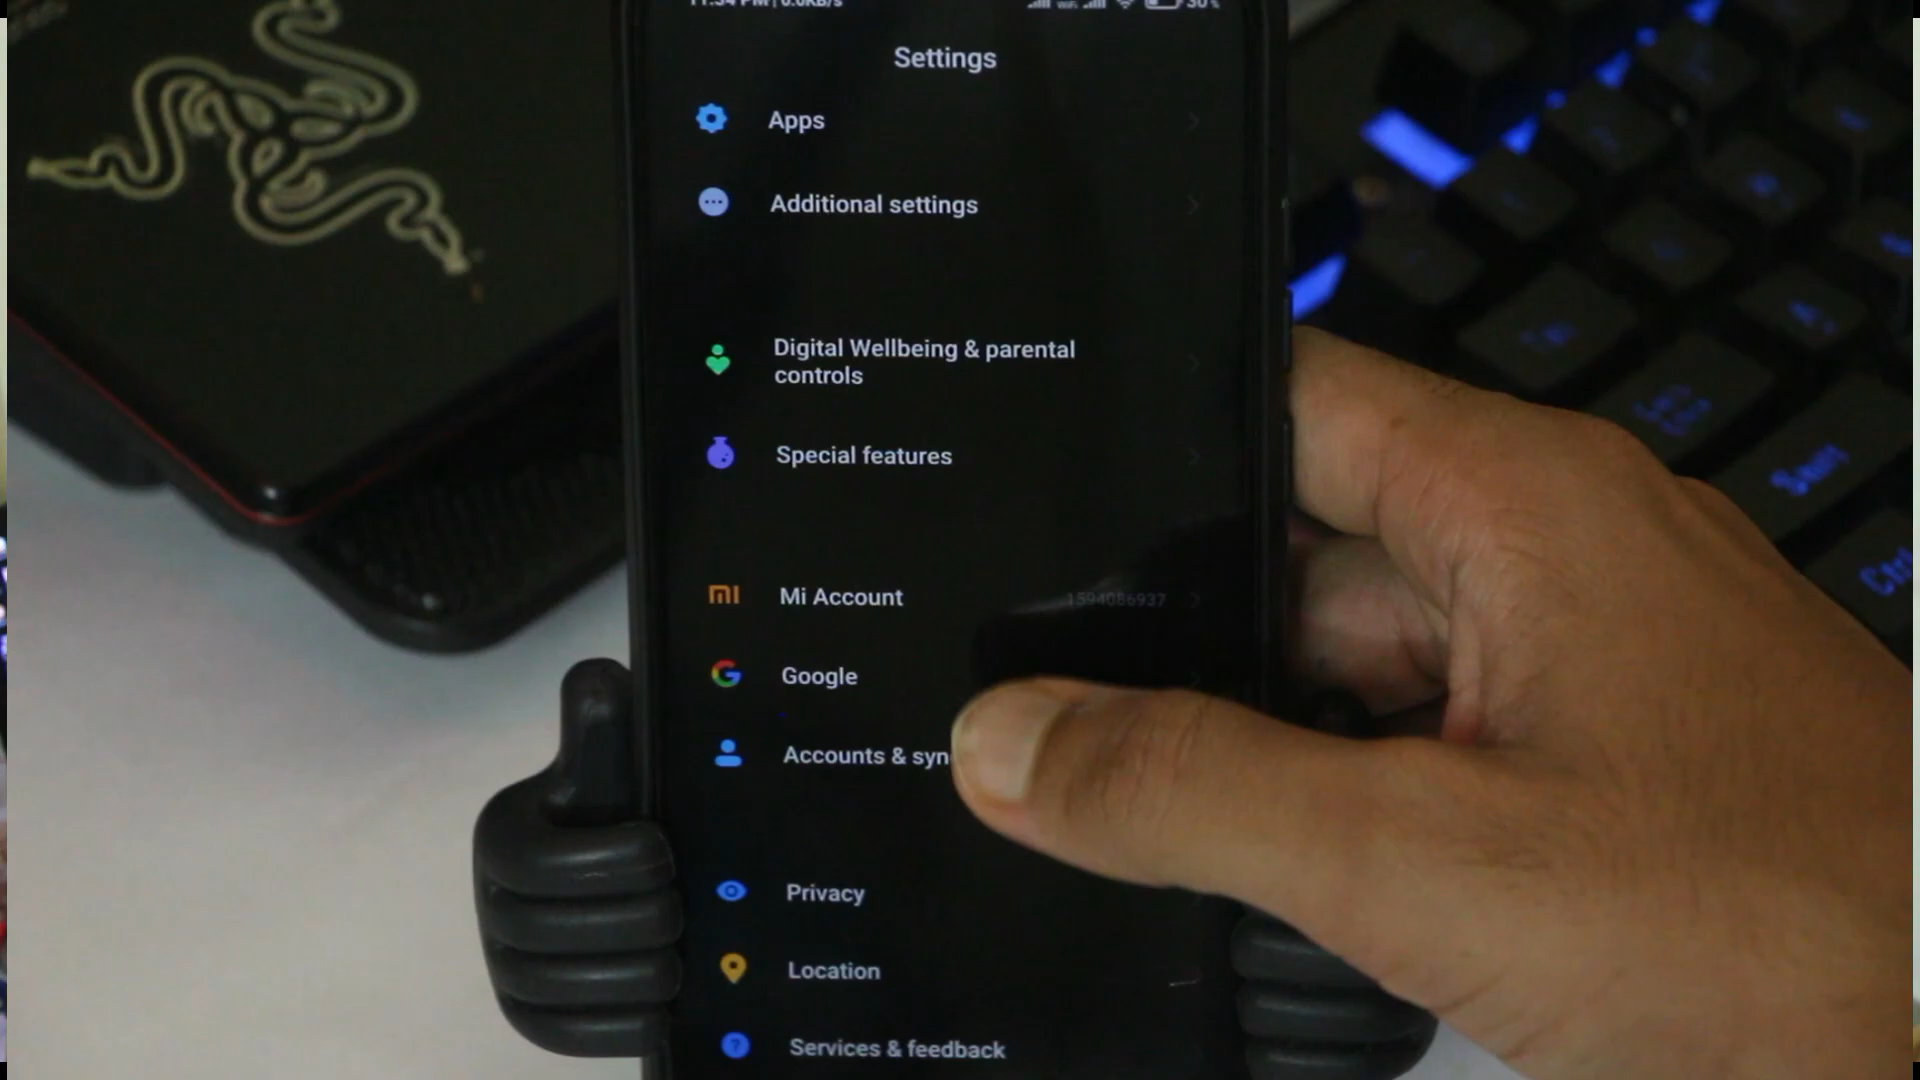 Settings
Apps
Additional settings
Digital Wellbeing & parental
controls
Special features
Mi Account
1594086937
Google
Accounts & syn
Privacy
Location
Services & feedback